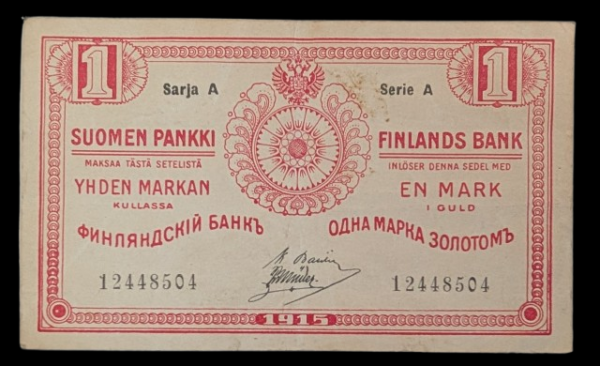 1 1
Sarja A Serie A
SUOMEN PANKKI FINLANDS BANK
MAKSAA TÄSTÄ SETELISTÄ INLÖSER DENNA SEDEL MED
YHDEN MARKAN EN MARK
KULLASSA I GULD
ФИНЛЯНДСКІЙ БАНКЪ ОДНА МАРКА ЗОЛОТОМЪ
12448504 12448504
1915